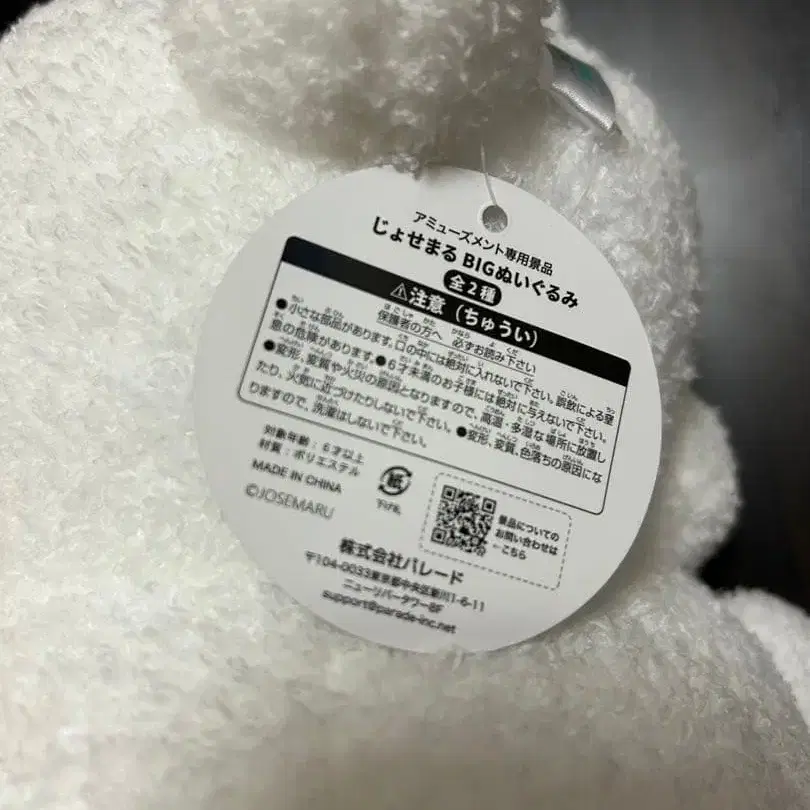 アミューズメント専用景品
じょせまる BIGぬいぐるみ
全2種
⚠注意（ちゅうい）
保護者の方へ 必ずお読み下さい
●小さな部品があります。口の中には絶対に入れないで下さい。誤飲による窒
息の危険があります。●6才未満のお子様には絶対に与えないで下さい。
●変形、変質や火災の原因となりますので、高温・多湿な場所に放置し
たり、火気に近づけたりしないで下さい。●変形、変質、色落ちの原因にな
りますので、洗濯はしないで下さい。
対象年齢：6才以上
材質：ポリエステル
MADE IN CHINA
©JOSEMARU
紙
下げ札
景品についての
お問い合わせは
←こちら
株式会社パレード
〒104-0033東京都中央区新川1-6-11
ニューリバータワー8F
support@parade-inc.net